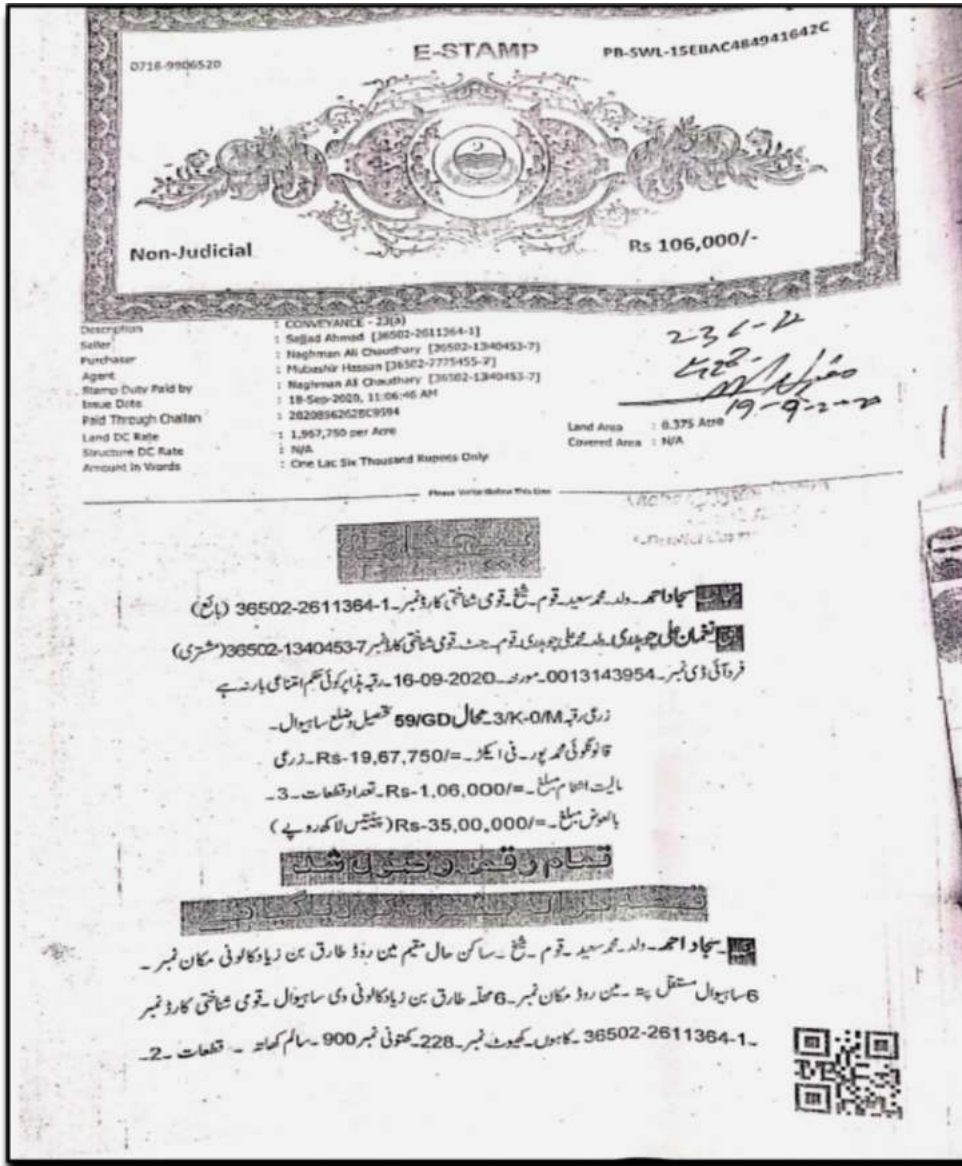 E-STAMP
0716-9906520
PB-SWL-15EBAC484941642C
Non-Judicial
Rs 106,000/-
Description : CONVEYANCE - 23(A)
Seller : Sajjad Ahmad [36502-2611364-1]
Purchaser : Naghman Ali Chaudhary [36502-1340453-7]
Agent : Mubashir Hassan [36502-7775455-7]
Stamp Duty Paid by : Naghman Ali Chaudhary [36502-1340453-7]
Issue Date : 18-Sep-2020, 11:06:46 AM
Paid Through Challan : 2020856262BC9594
Land DC Rate : 1,967,750 per Acre
Land Area : 0.375 Acre
Structure DC Rate : N/A
Covered Area : N/A
Amount in Words : One Lac Six Thousand Rupees Only
19-9-2020
Please Write Below This Line
سجاد احمد۔ ولد۔ محمد سعید۔ قوم۔ شیخ۔ قومی شناختی کارڈ نمبر۔ 36502-2611364-1 (بائع)
نغمان علی چوہدری۔ ولد۔ محمد علی چوہدری۔ قوم۔ جٹ۔ قومی شناختی کارڈ نمبر 36502-1340453-7 (مشتری)
فرد آئی ڈی نمبر۔ 0013143954۔ مورخہ۔ 16-09-2020۔ رقبہ ہذا پر کوئی حکم امتناعی بار نہ ہے
زرعی رقبہ 3/K-0/M۔ محال 59/GD تحصیل و ضلع ساہیوال۔
قانونگوئی محمد پور۔ فی ایکڑ۔ =/Rs-19,67,750۔ زرعی
مالیت اشٹام مبلغ۔ =/Rs-1,06,000۔ تعداد قطعات۔ 3۔
بالعوض مبلغ۔ =/Rs-35,00,000 (پینتیس لاکھ روپے)
تمام رقم وصول شد
سجاد احمد۔ ولد۔ محمد سعید۔ قوم۔ شیخ۔ ساکن حال مقیم مین روڈ طارق بن زیاد کالونی مکان نمبر۔
6 ساہیوال مستقل پتہ۔ مین روڈ مکان نمبر۔ 6 محلہ طارق بن زیاد کالونی وی ساہیوال۔ قومی شناختی کارڈ نمبر
۔ 36502-2611364-1۔ کا ہوں۔ کھیوٹ نمبر۔ 228۔ کھتونی نمبر 900۔ سالم کھاتہ۔ قطعات۔ 2۔